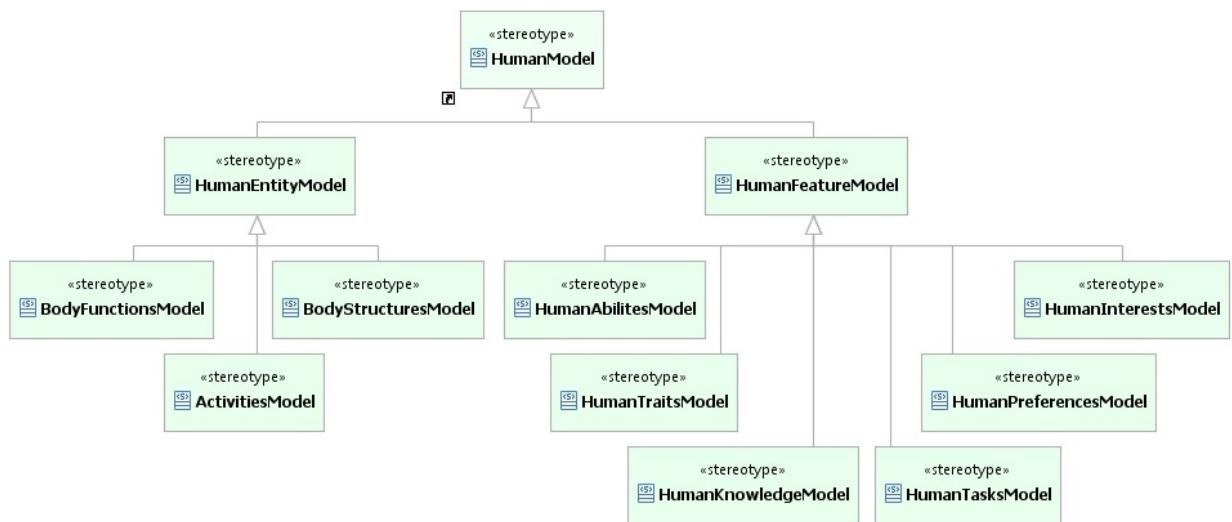 «stereotype»
HumanModel
«stereotype»
HumanEntityModel
«stereotype»
HumanFeatureModel
«stereotype»
BodyFunctionsModel
«stereotype»
BodyStructuresModel
«stereotype»
HumanAbilitesModel
«stereotype»
HumanInterestsModel
«stereotype»
ActivitiesModel
«stereotype»
HumanTraitsModel
«stereotype»
HumanPreferencesModel
«stereotype»
HumanKnowledgeModel
«stereotype»
HumanTasksModel